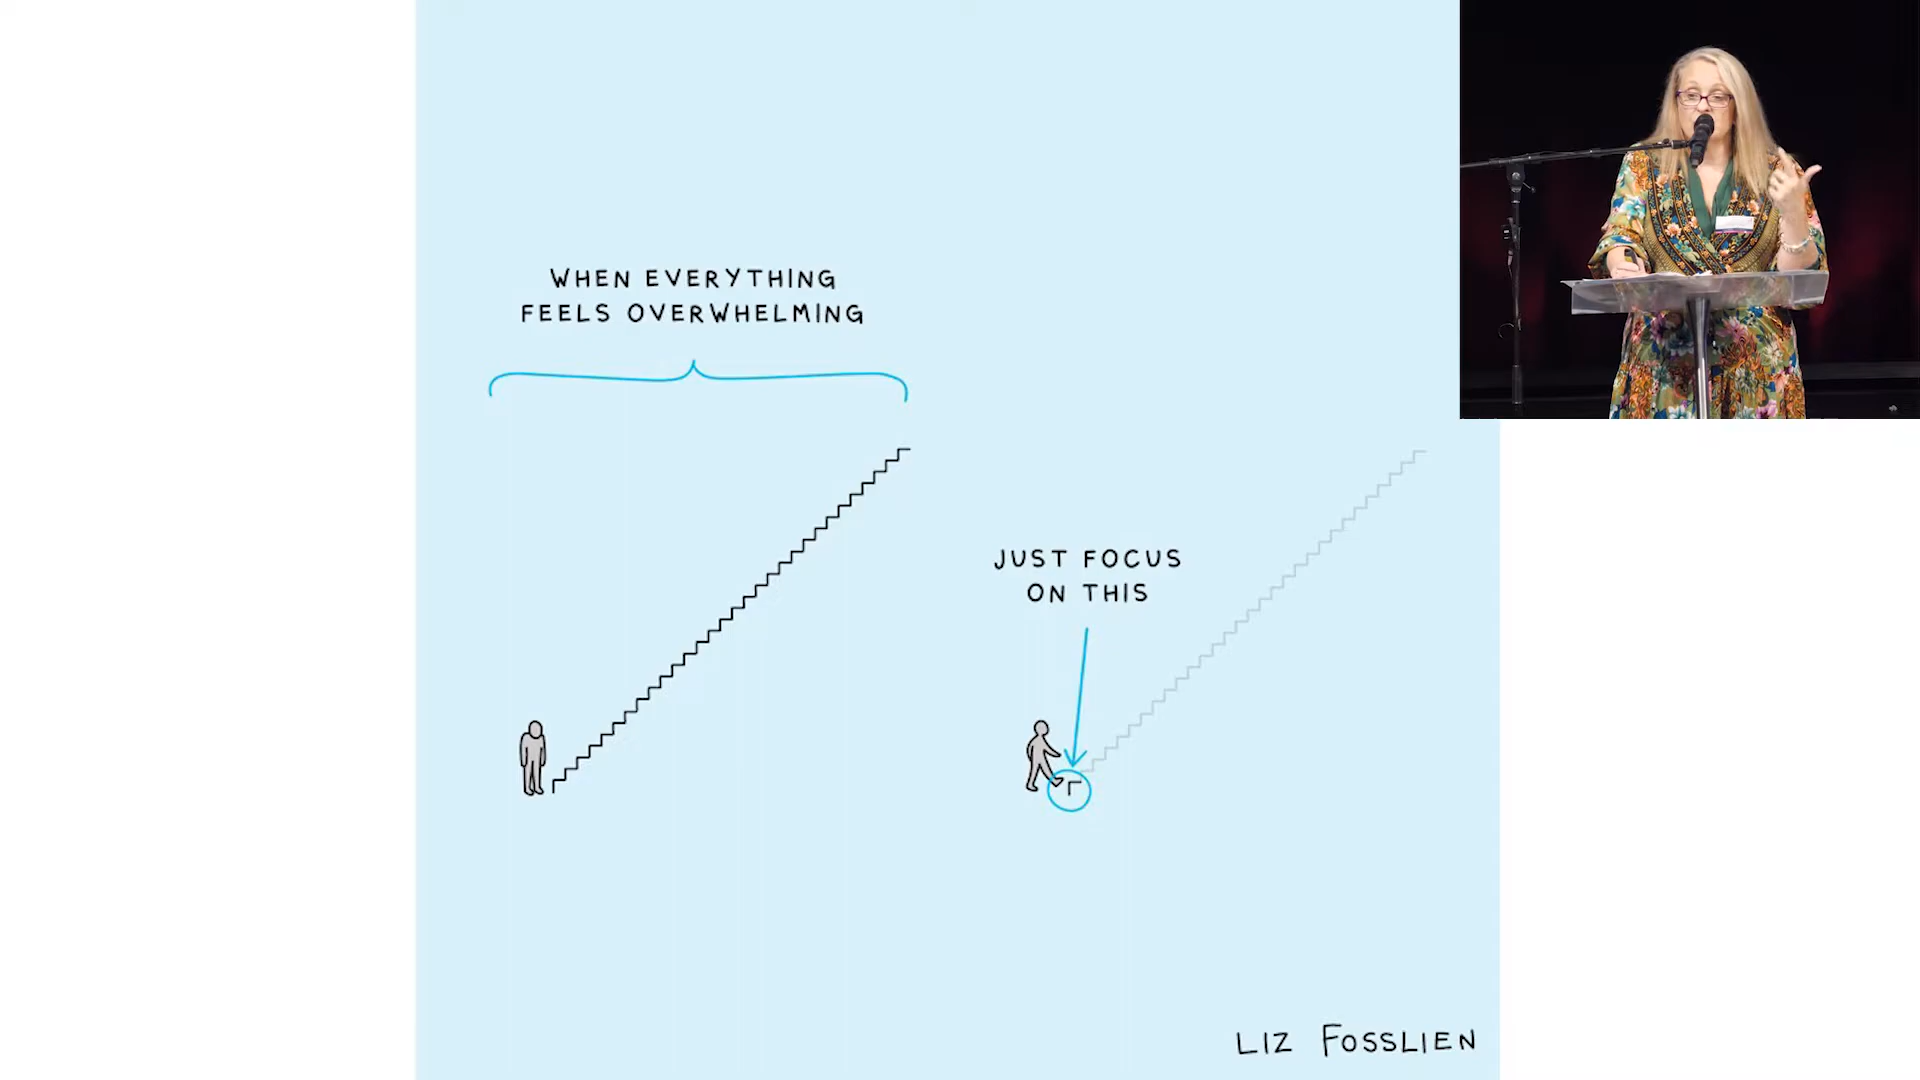 WHEN EVERYTHING
FEELS OVERWHELMING
JUST FOCUS
ON THIS
LIZ FOSSLIEN